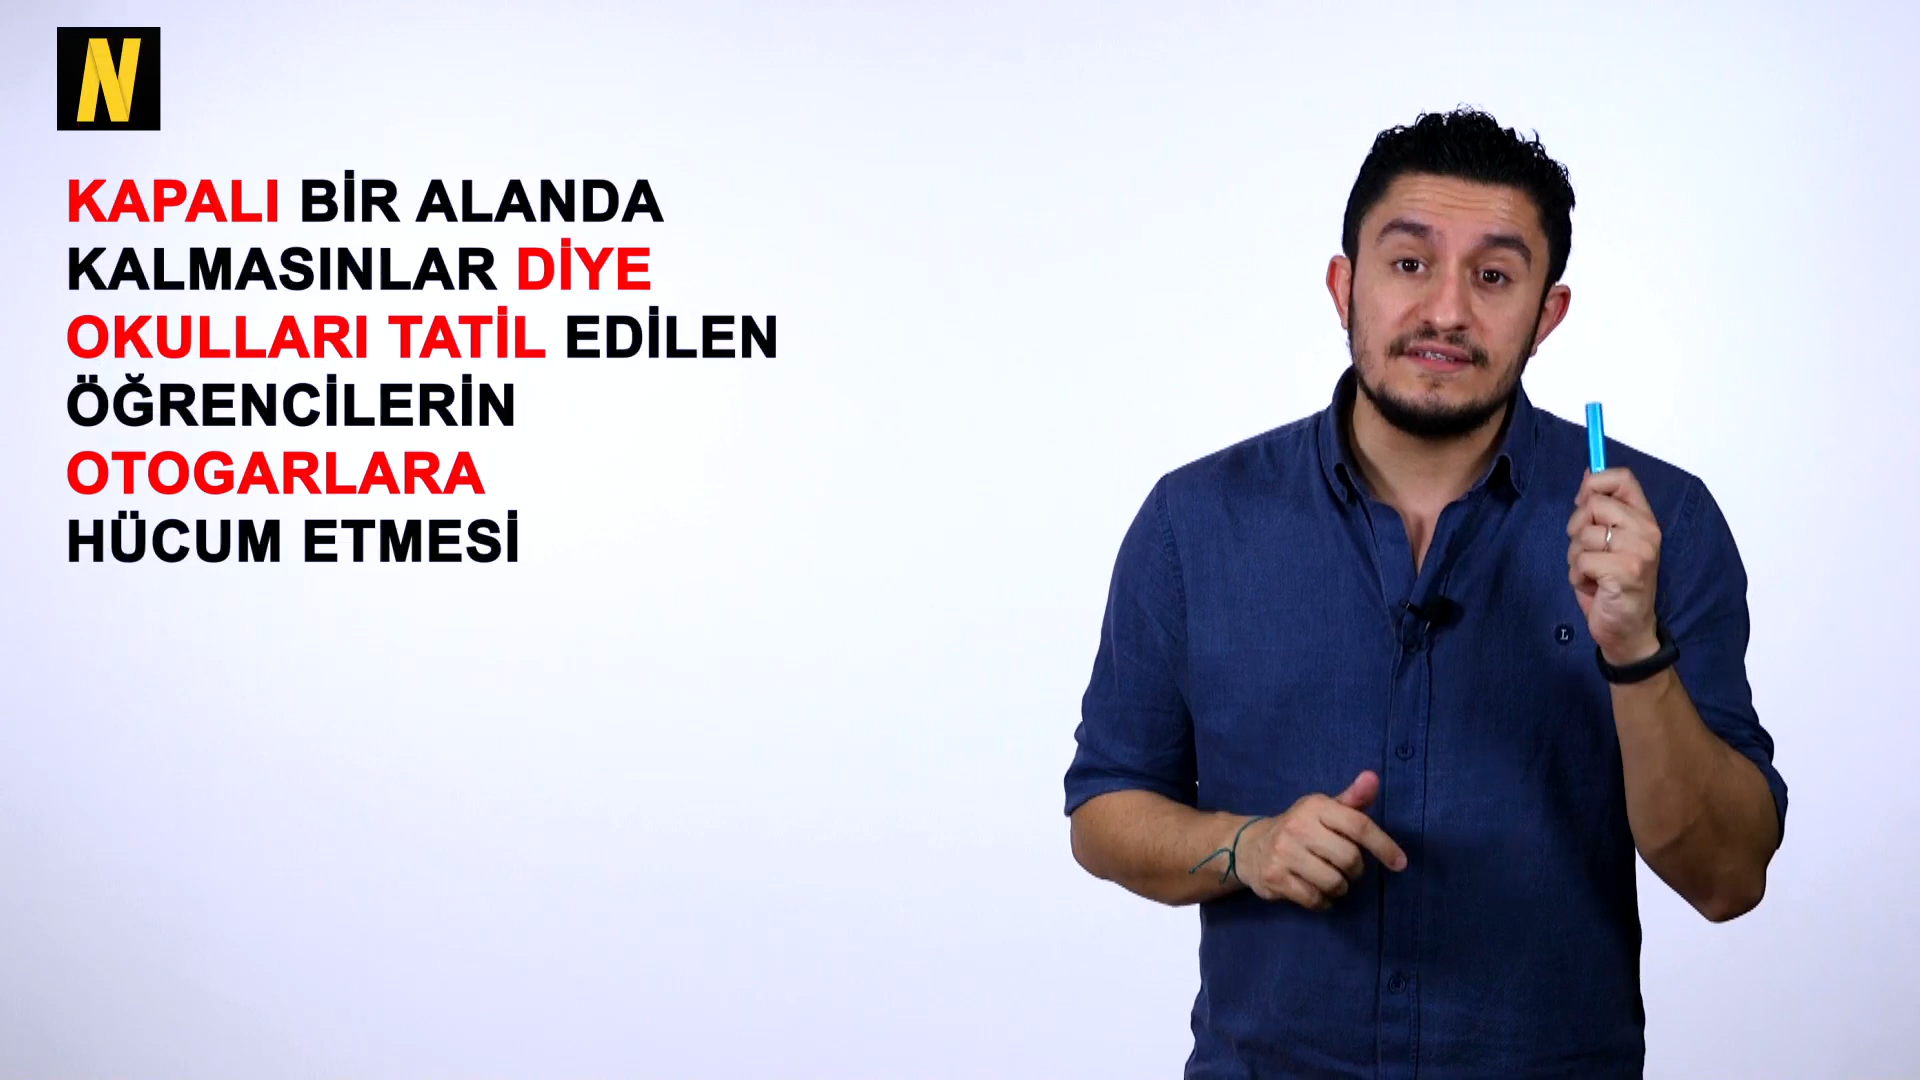 N
KAPALI BİR ALANDA
KALMASINLAR DİYE
OKULLARI TATİL EDİLEN
ÖĞRENCİLERİN
OTOGARLARA
HÜCUM ETMESİ
L